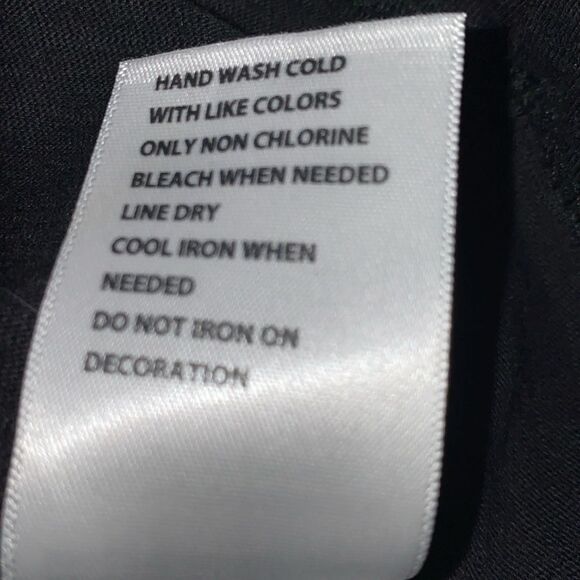 HAND WASH COLD
WITH LIKE COLORS
ONLY NON CHLORINE
BLEACH WHEN NEEDED
LINE DRY
COOL IRON WHEN
NEEDED
DO NOT IRON ON
DECORATION